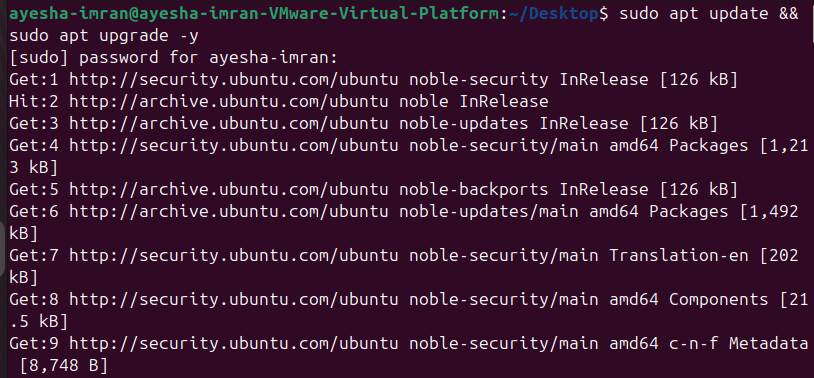 ayesha-imran@ayesha-imran-VMware-Virtual-Platform:~/Desktop$ sudo apt update &&
sudo apt upgrade -y
[sudo] password for ayesha-imran:
Get:1 http://security.ubuntu.com/ubuntu noble-security InRelease [126 kB]
Hit:2 http://archive.ubuntu.com/ubuntu noble InRelease
Get:3 http://archive.ubuntu.com/ubuntu noble-updates InRelease [126 kB]
Get:4 http://security.ubuntu.com/ubuntu noble-security/main amd64 Packages [1,21
3 kB]
Get:5 http://archive.ubuntu.com/ubuntu noble-backports InRelease [126 kB]
Get:6 http://archive.ubuntu.com/ubuntu noble-updates/main amd64 Packages [1,492
kB]
Get:7 http://security.ubuntu.com/ubuntu noble-security/main Translation-en [202
kB]
Get:8 http://security.ubuntu.com/ubuntu noble-security/main amd64 Components [21
.5 kB]
Get:9 http://security.ubuntu.com/ubuntu noble-security/main amd64 c-n-f Metadata
 [8,748 B]